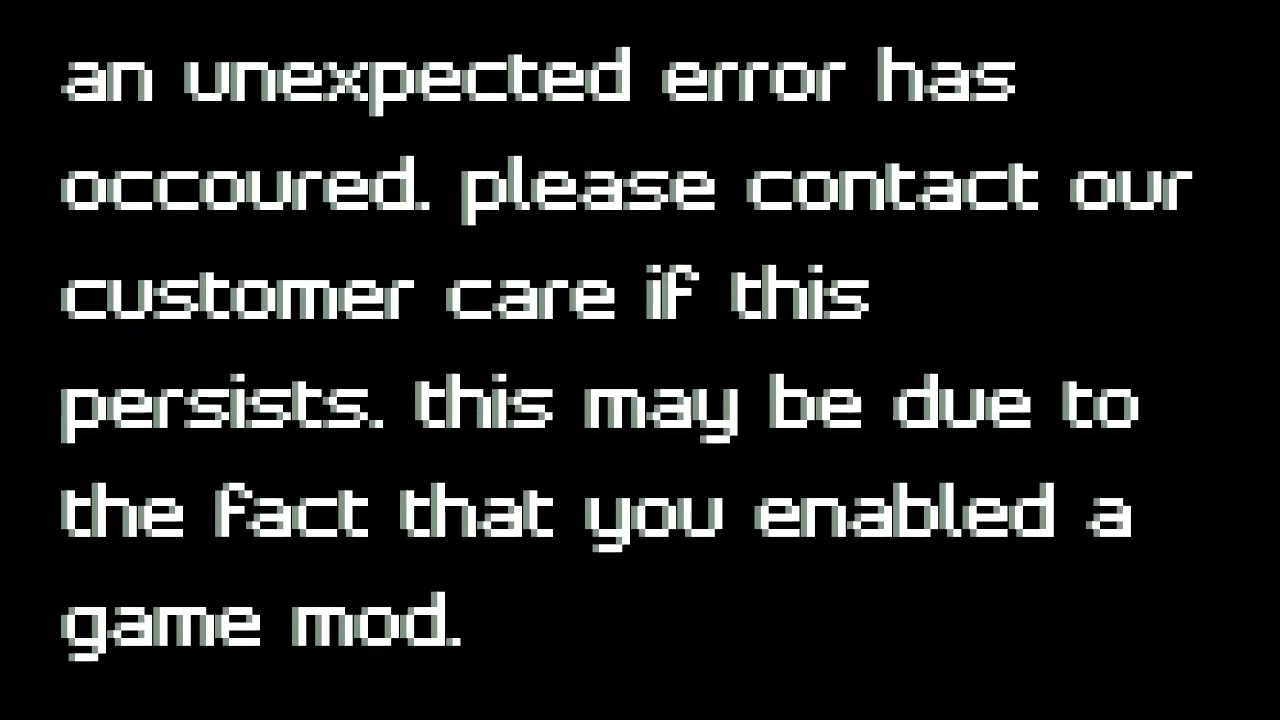 an unexpected error has
occoured. please contact our
customer care if this
persists. this may be due to
the fact that you enabled a
game mod.